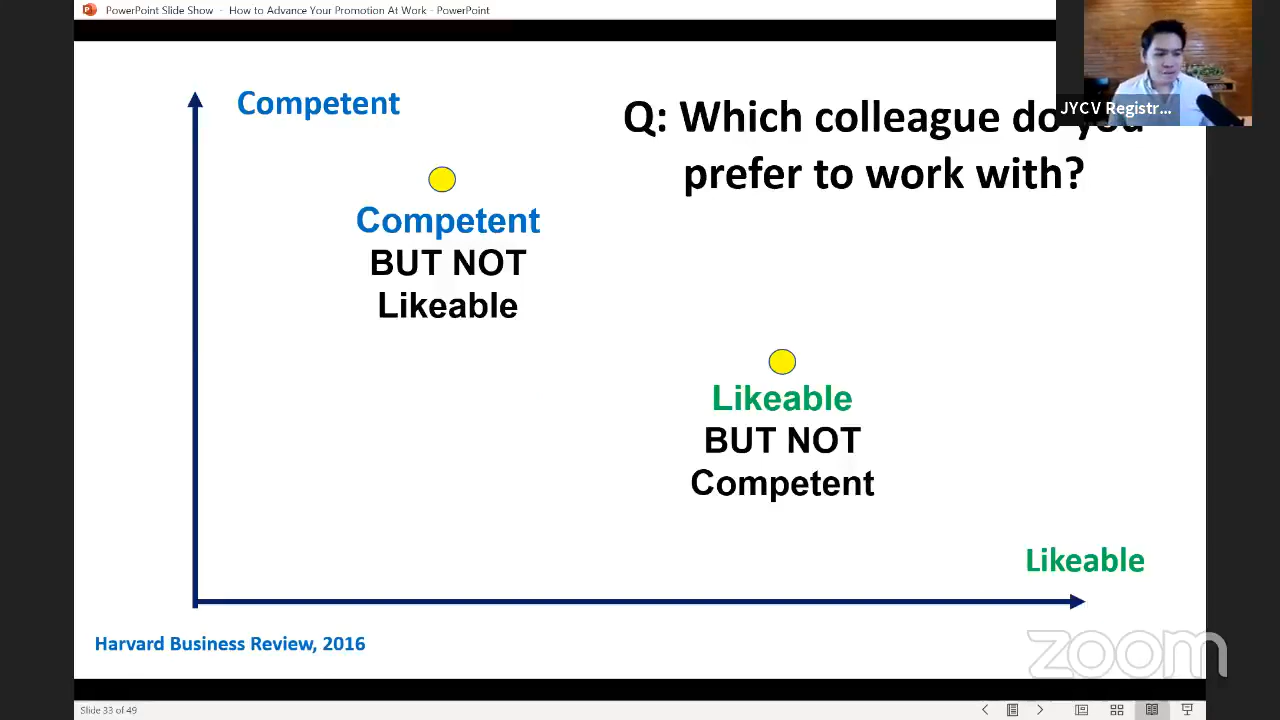 PowerPoint Slide Show - How to Advance Your Promotion At Work - PowerPoint
JYCV Registr...
Competent
Q: Which colleague do you
prefer to work with?
Competent
BUT NOT
Likeable
Likeable
BUT NOT
Competent
Likeable
Harvard Business Review, 2016
zoom
Slide 33 of 49